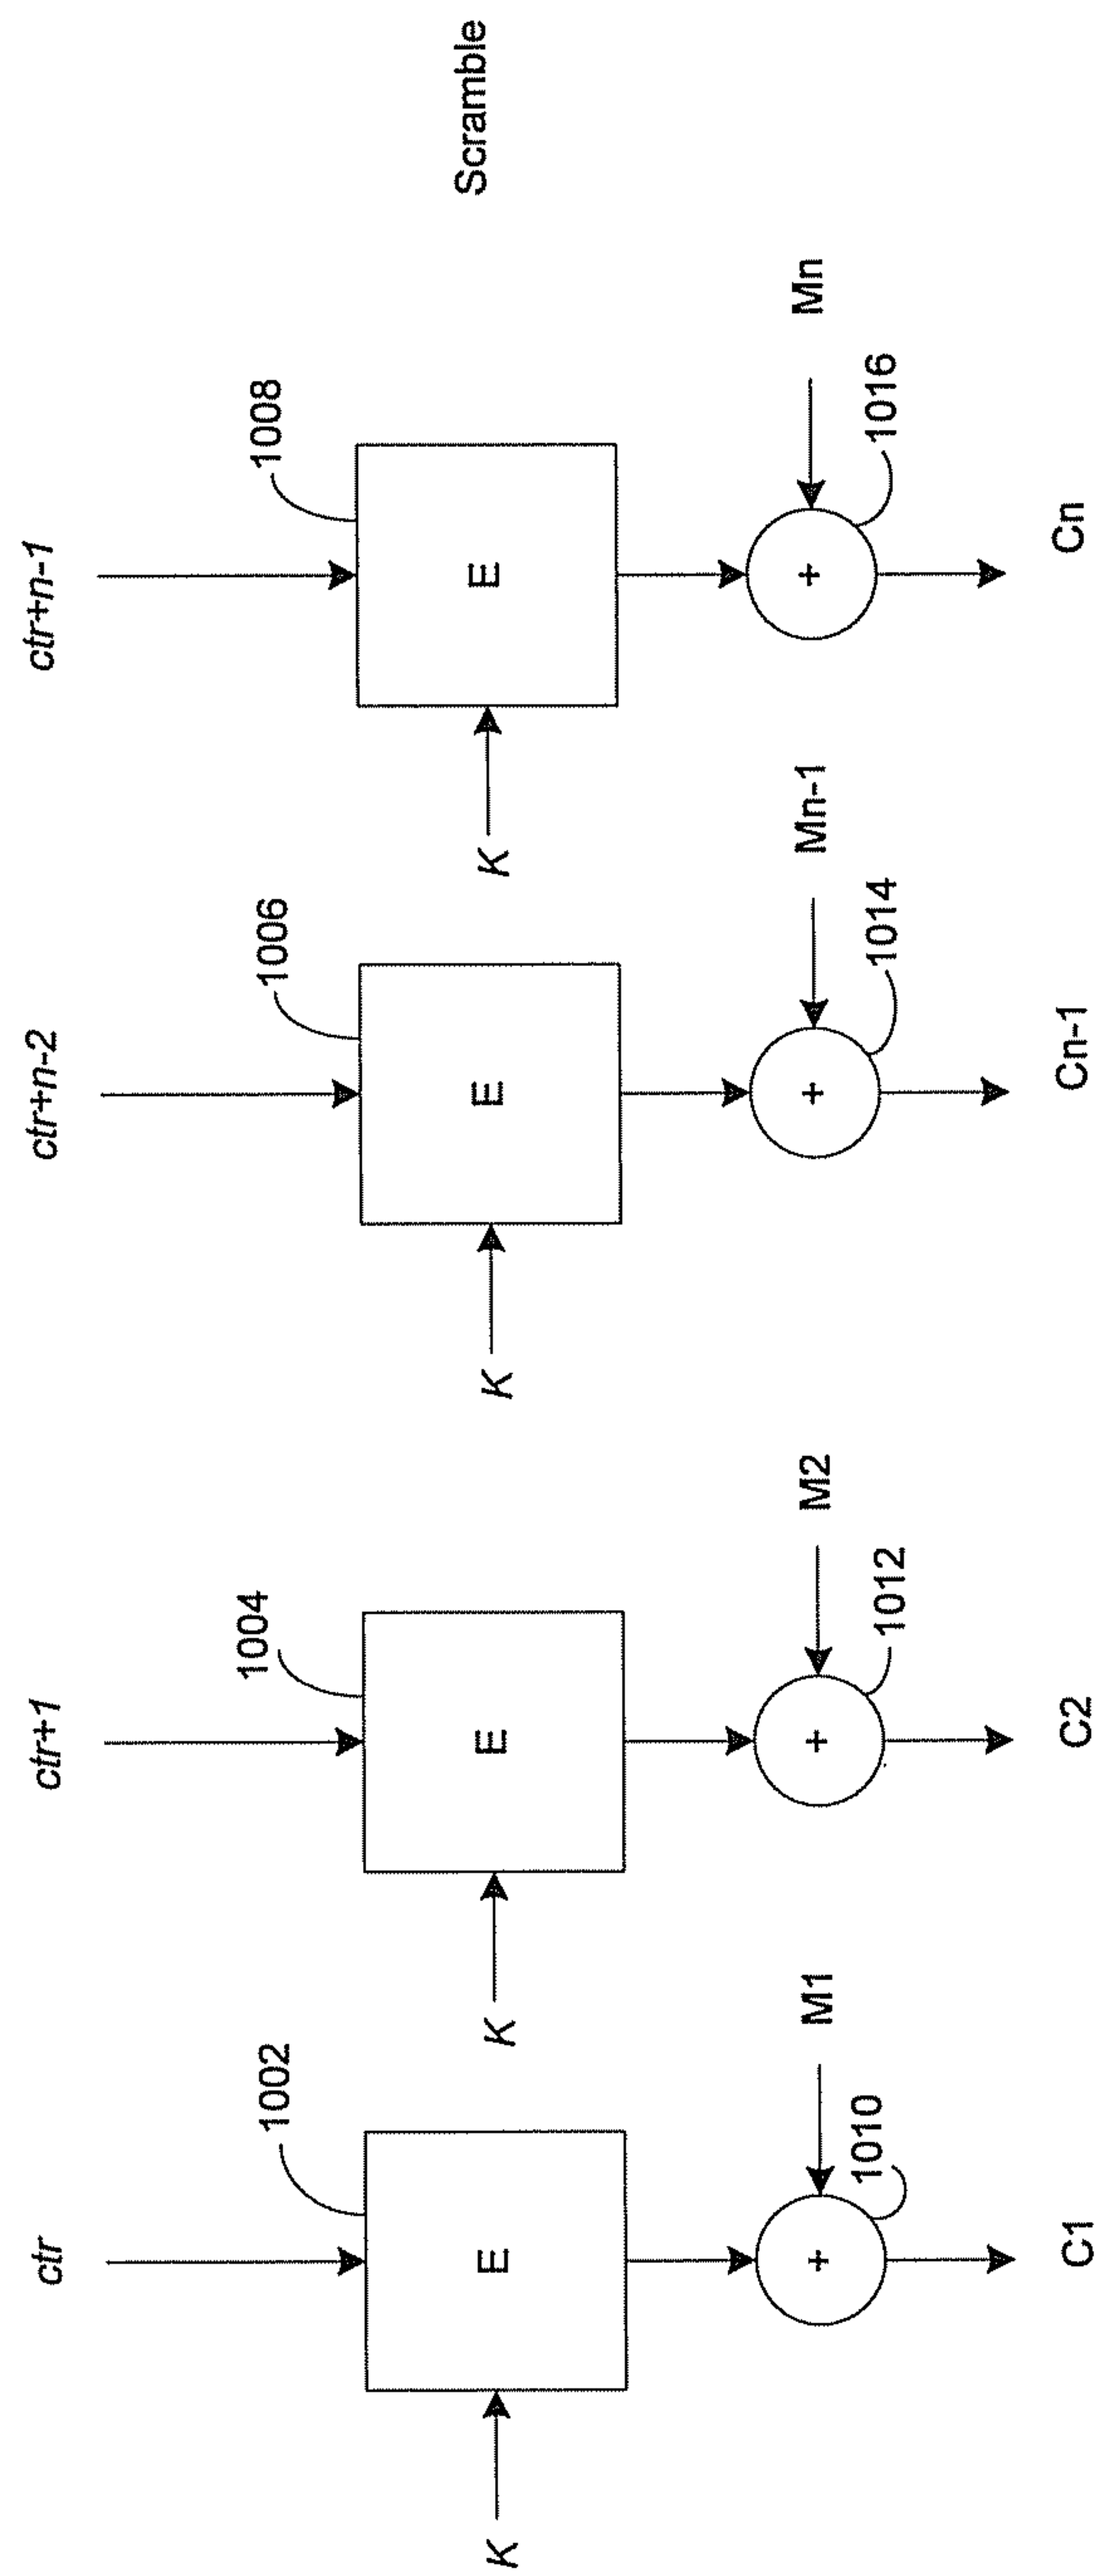 ctr
ctr+1
ctr+n-2
ctr+n-1
1002
1004
1006
1008
K
E
K
E
K
E
K
E
Scramble
M1
M2
Mn-1
Mn
+
+
+
+
1010
1012
1014
1016
C1
C2
Cn-1
Cn